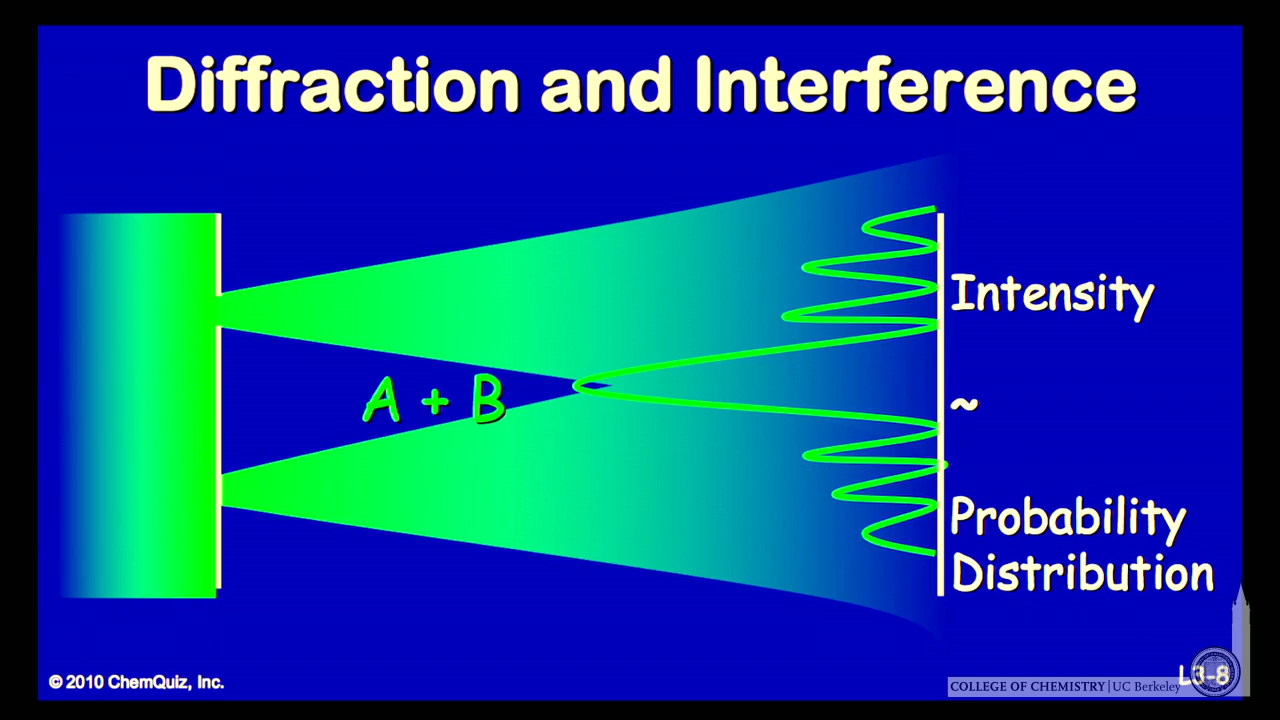 Diffraction and Interference
Intensity
A + B
~
Probability
Distribution
© 2010 ChemQuiz, Inc.
L3-8
COLLEGE OF CHEMISTRY | UC Berkeley